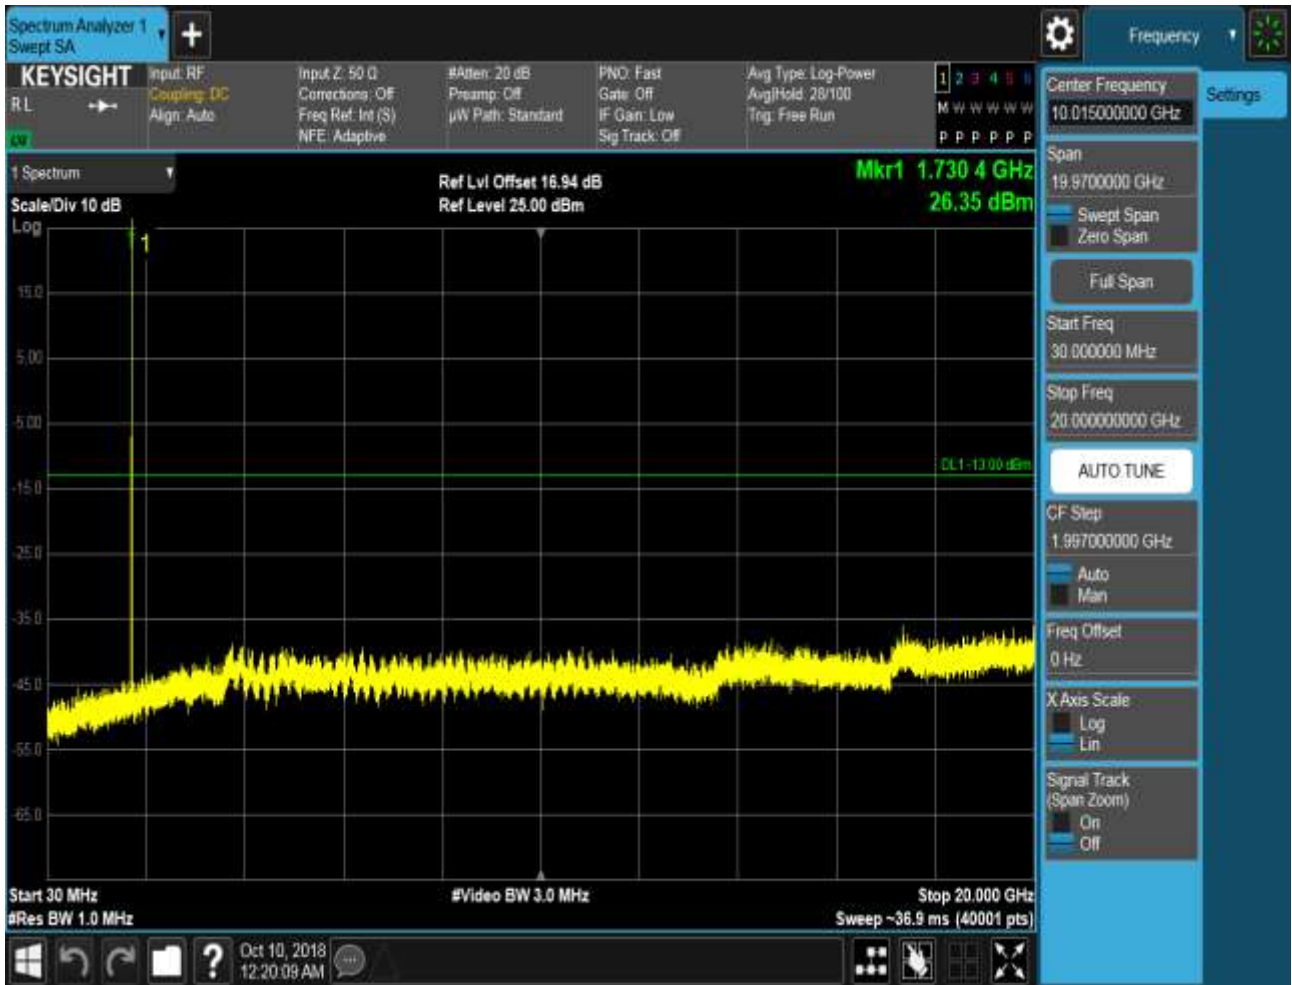 Spectrum Analyzer 1
Swept SA
Frequency
KEYSIGHT
RL
LXI
Input: RF
Coupling: DC
Align: Auto
Input Z: 50 Ω
Corrections: Off
Freq Ref: Int (S)
NFE: Adaptive
#Atten: 20 dB
Preamp: Off
µW Path: Standard
PNO: Fast
Gate: Off
IF Gain: Low
Sig Track: Off
Avg Type: Log-Power
Avg|Hold: 28/100
Trig: Free Run
1 2 3 4 5 6
M W W W W W
P P P P P P
1 Spectrum
Scale/Div 10 dB
Log
Ref Lvl Offset 16.94 dB
Ref Level 25.00 dBm
Mkr1 1.730 4 GHz
26.35 dBm
1
15.0
5.00
-5.00
DL1 -13.00 dBm
-15.0
-25.0
-35.0
-45.0
-55.0
-65.0
Start 30 MHz
#Res BW 1.0 MHz
#Video BW 3.0 MHz
Stop 20.000 GHz
Sweep ~36.9 ms (40001 pts)
Oct 10, 2018
12:20:09 AM
Center Frequency
10.015000000 GHz
Settings
Span
19.9700000 GHz
Swept Span
Zero Span
Full Span
Start Freq
30.000000 MHz
Stop Freq
20.000000000 GHz
AUTO TUNE
CF Step
1.997000000 GHz
Auto
Man
Freq Offset
0 Hz
X Axis Scale
Log
Lin
Signal Track
(Span Zoom)
On
Off